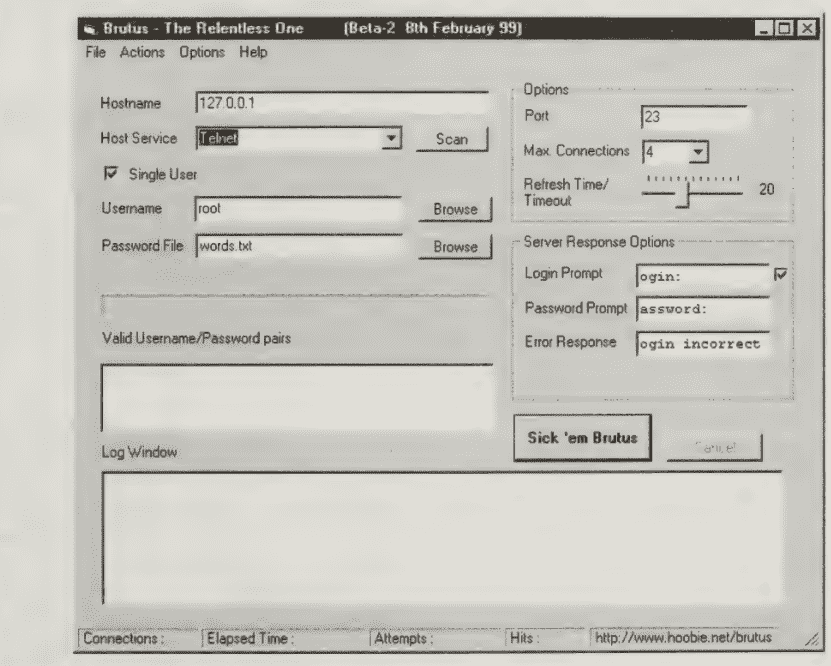 Brutus - The Relentless One (Beta-2 8th February 99)
File Actions Options Help
Hostname 127.0.0.1
Host Service Telnet Scan
Single User
Username root Browse
Password File words.txt Browse
Valid Username/Password pairs
Log Window
Options
Port 23
Max. Connections 4
Refresh Time/
Timeout 20
Server Response Options
Login Prompt ogin:
Password Prompt assword:
Error Response ogin incorrect
Sick 'em Brutus Cancel
Connections : Elapsed Time : Attempts : Hits : http://www.hoobie.net/brutus